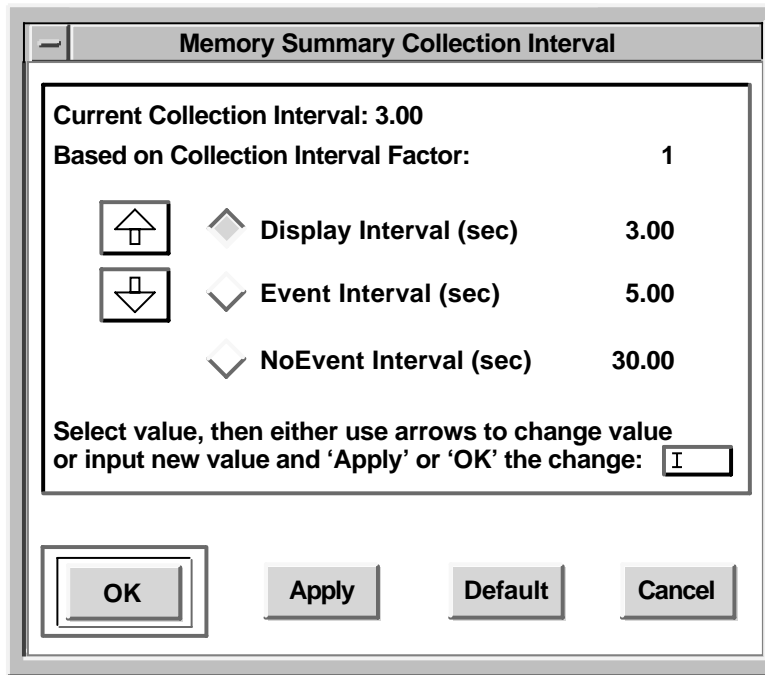 Memory Summary Collection Interval
Current Collection Interval: 3.00
Based on Collection Interval Factor: 1
Display Interval (sec) 3.00
Event Interval (sec) 5.00
NoEvent Interval (sec) 30.00
Select value, then either use arrows to change value
or input new value and ‘Apply’ or ‘OK’ the change:
OK Apply Default Cancel